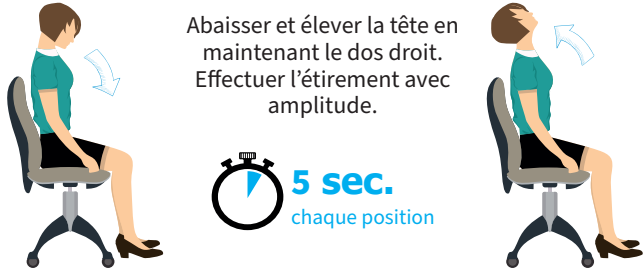 Abaisser et élever la tête en
maintenant le dos droit.
Effectuer l’étirement avec
amplitude.
5 sec.
chaque position